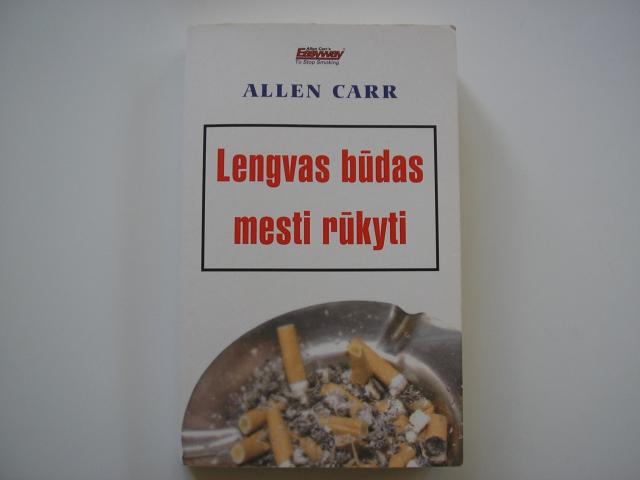 Allen Carr's
Easyway
To Stop Smoking
ALLEN CARR
Lengvas būdas
mesti rūkyti